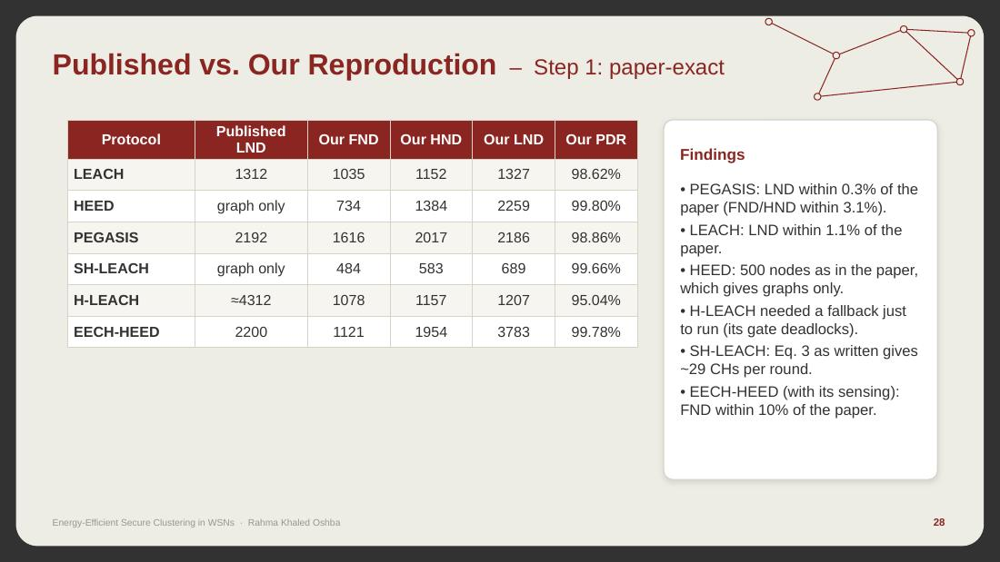 Published vs. Our Reproduction – Step 1: paper-exact
Protocol Published LND Our FND Our HND Our LND Our PDR
LEACH 1312 1035 1152 1327 98.62%
HEED graph only 734 1384 2259 99.80%
PEGASIS 2192 1616 2017 2186 98.86%
SH-LEACH graph only 484 583 689 99.66%
H-LEACH ≈4312 1078 1157 1207 95.04%
EECH-HEED 2200 1121 1954 3783 99.78%
Findings
• PEGASIS: LND within 0.3% of the
paper (FND/HND within 3.1%).
• LEACH: LND within 1.1% of the
paper.
• HEED: 500 nodes as in the paper,
which gives graphs only.
• H-LEACH needed a fallback just
to run (its gate deadlocks).
• SH-LEACH: Eq. 3 as written gives
~29 CHs per round.
• EECH-HEED (with its sensing):
FND within 10% of the paper.
Energy-Efficient Secure Clustering in WSNs · Rahma Khaled Oshba
28